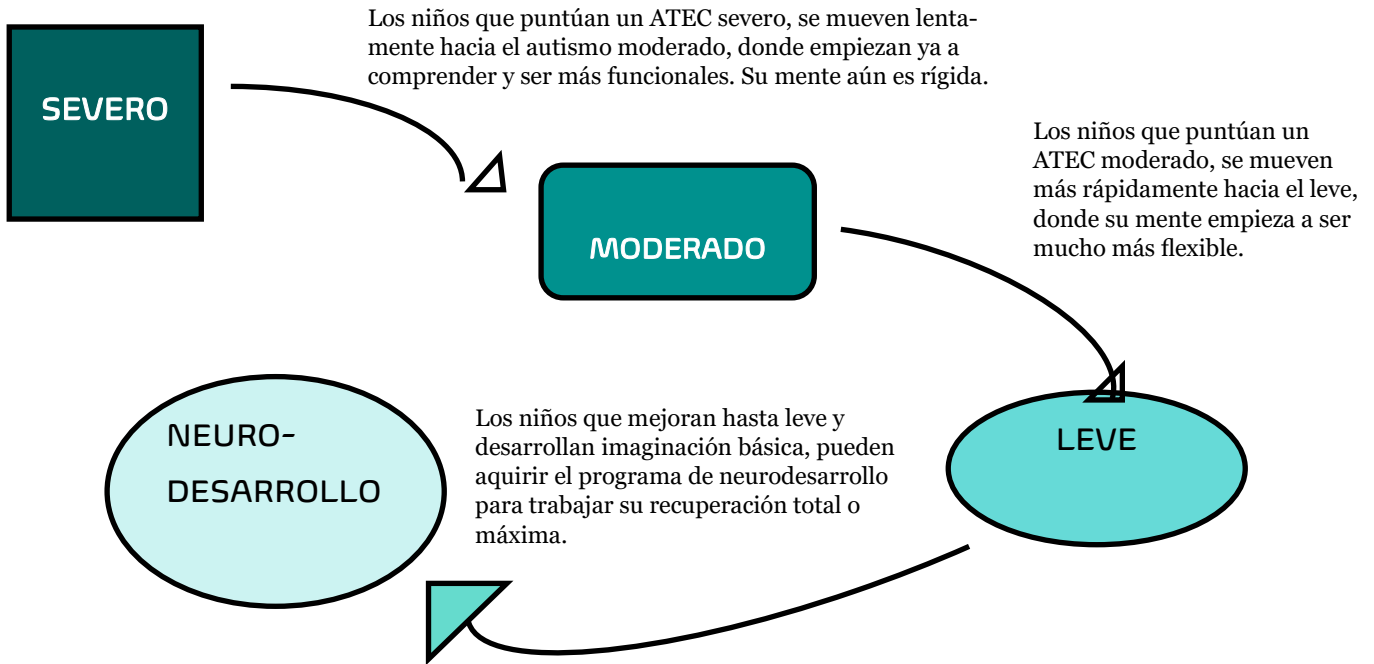 Los niños que puntúan un ATEC severo, se mueven lenta-
mente hacia el autismo moderado, donde empiezan ya a
comprender y ser más funcionales. Su mente aún es rígida.
SEVERO
Los niños que puntúan un
ATEC moderado, se mueven
más rápidamente hacia el leve,
donde su mente empieza a ser
mucho más flexible.
MODERADO
NEURO-
DESARROLLO
Los niños que mejoran hasta leve y
desarrollan imaginación básica, pueden
aquirir el programa de neurodesarrollo
para trabajar su recuperación total o
máxima.
LEVE